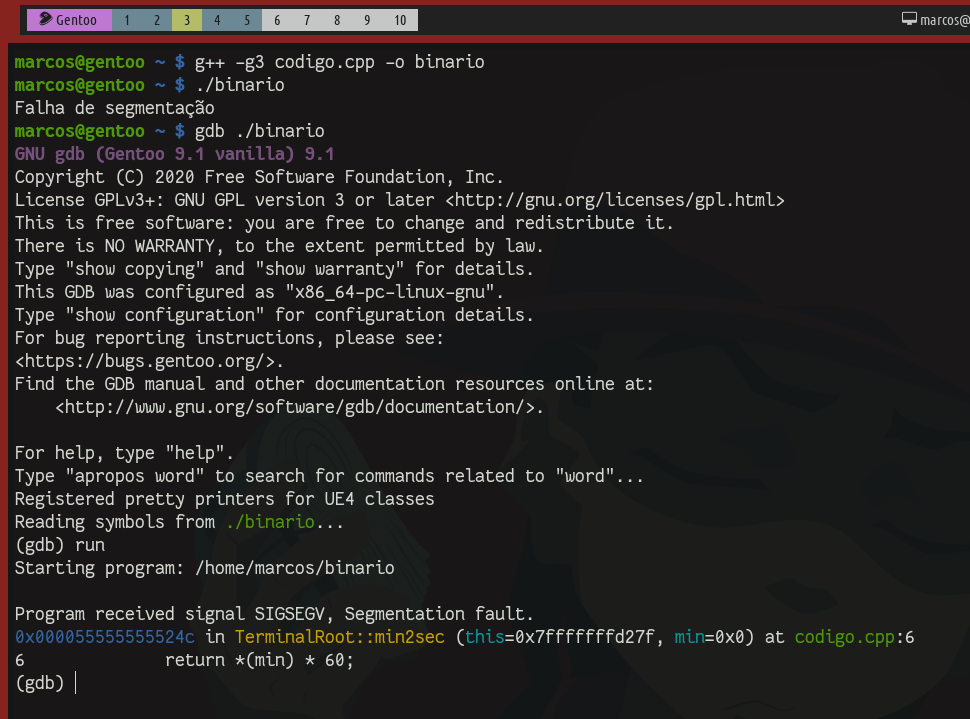 Gentoo 1 2 3 4 5 6 7 8 9 10 marcos@
marcos@gentoo ~ $ g++ -g3 codigo.cpp -o binario
marcos@gentoo ~ $ ./binario
Falha de segmentação
marcos@gentoo ~ $ gdb ./binario
GNU gdb (Gentoo 9.1 vanilla) 9.1
Copyright (C) 2020 Free Software Foundation, Inc.
License GPLv3+: GNU GPL version 3 or later <http://gnu.org/licenses/gpl.html>
This is free software: you are free to change and redistribute it.
There is NO WARRANTY, to the extent permitted by law.
Type "show copying" and "show warranty" for details.
This GDB was configured as "x86_64-pc-linux-gnu".
Type "show configuration" for configuration details.
For bug reporting instructions, please see:
<https://bugs.gentoo.org/>.
Find the GDB manual and other documentation resources online at:
    <http://www.gnu.org/software/gdb/documentation/>.

For help, type "help".
Type "apropos word" to search for commands related to "word"...
Registered pretty printers for UE4 classes
Reading symbols from ./binario...
(gdb) run
Starting program: /home/marcos/binario

Program received signal SIGSEGV, Segmentation fault.
0x000055555555524c in TerminalRoot::min2sec (this=0x7fffffffd27f, min=0x0) at codigo.cpp:6
6              return *(min) * 60;
(gdb)